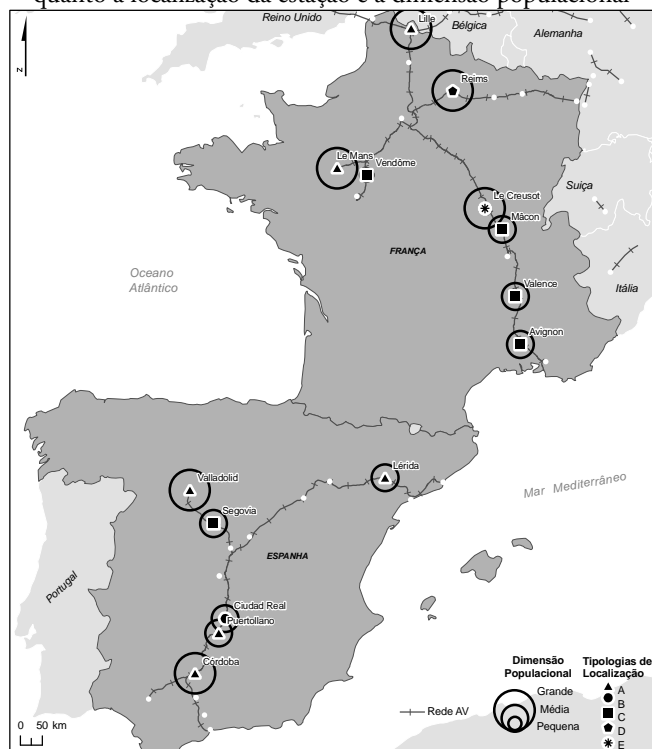 quanto à localização da estação e a dimensão populacional
Reino Unido
Lille
Bélgica
Alemanha
z
Reims
Le Mans
Vendôme
Le Creusot
Suiça
Mâcon
FRANÇA
Oceano
Atlântico
Valence
Itália
Avignon
Valladolid
Lérida
Mar Mediterrâneo
Segovia
ESPANHA
Portugal
Ciudad Real
Puertollano
Córdoba
Dimensão
Populacional
Grande
Média
Pequena
Tipologias de
Localização
A
B
C
D
E
Rede AV
0 50 km